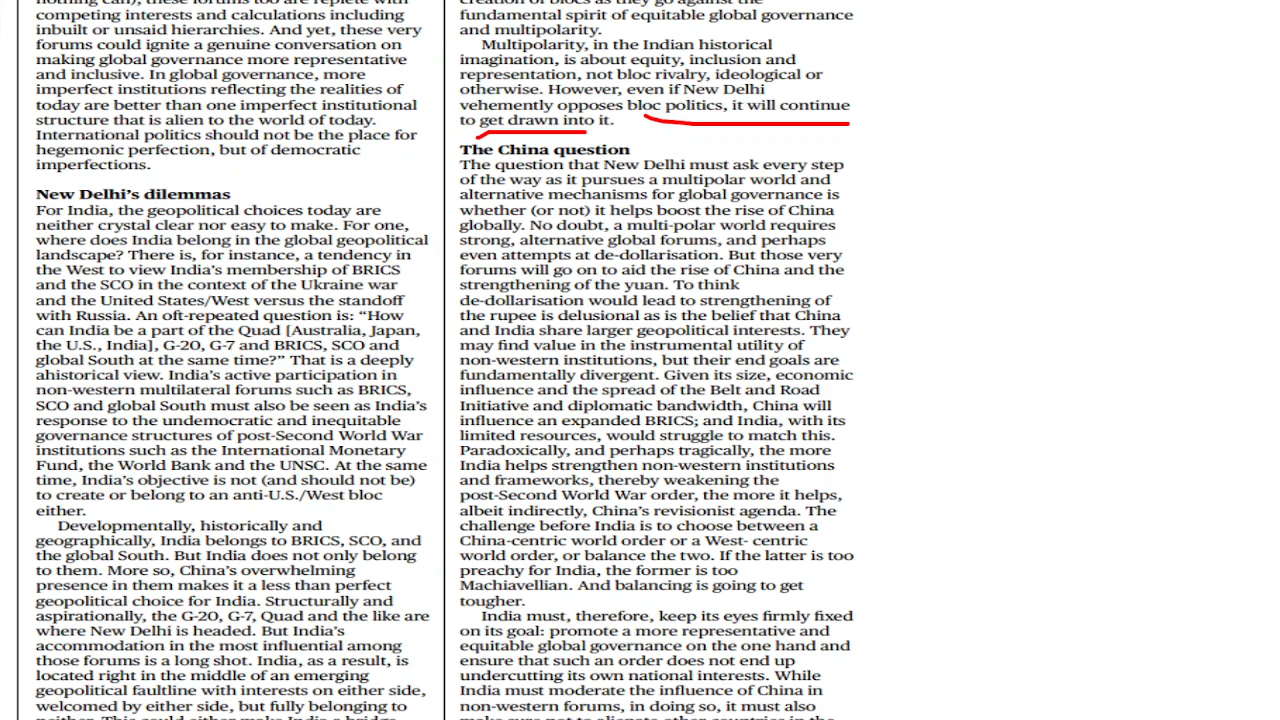 nothing can), these forums too are replete with
competing interests and calculations including
inbuilt or unsaid hierarchies. And yet, these very
forums could ignite a genuine conversation on
making global governance more representative
and inclusive. In global governance, more
imperfect institutions reflecting the realities of
today are better than one imperfect institutional
structure that is alien to the world of today.
International politics should not be the place for
hegemonic perfection, but of democratic
imperfections.
New Delhi’s dilemmas
For India, the geopolitical choices today are
neither crystal clear nor easy to make. For one,
where does India belong in the global geopolitical
landscape? There is, for instance, a tendency in
the West to view India’s membership of BRICS
and the SCO in the context of the Ukraine war
and the United States/West versus the standoff
with Russia. An oft-repeated question is: “How
can India be a part of the Quad [Australia, Japan,
the U.S., India], G-20, G-7 and BRICS, SCO and
global South at the same time?” That is a deeply
ahistorical view. India’s active participation in
non-western multilateral forums such as BRICS,
SCO and global South must also be seen as India’s
response to the undemocratic and inequitable
governance structures of post-Second World War
institutions such as the International Monetary
Fund, the World Bank and the UNSC. At the same
time, India’s objective is not (and should not be)
to create or belong to an anti-U.S./West bloc
either.
Developmentally, historically and
geographically, India belongs to BRICS, SCO, and
the global South. But India does not only belong
to them. More so, China’s overwhelming
presence in them makes it a less than perfect
geopolitical choice for India. Structurally and
aspirationally, the G-20, G-7, Quad and the like are
where New Delhi is headed. But India’s
accommodation in the most influential among
those forums is a long shot. India, as a result, is
located right in the middle of an emerging
geopolitical faultline with interests on either side,
welcomed by either side, but fully belonging to
neither. This could either make India a bridge
creation of blocs as they go against the
fundamental spirit of equitable global governance
and multipolarity.
Multipolarity, in the Indian historical
imagination, is about equity, inclusion and
representation, not bloc rivalry, ideological or
otherwise. However, even if New Delhi
vehemently opposes bloc politics, it will continue
to get drawn into it.
The China question
The question that New Delhi must ask every step
of the way as it pursues a multipolar world and
alternative mechanisms for global governance is
whether (or not) it helps boost the rise of China
globally. No doubt, a multi-polar world requires
strong, alternative global forums, and perhaps
even attempts at de-dollarisation. But those very
forums will go on to aid the rise of China and the
strengthening of the yuan. To think
de-dollarisation would lead to strengthening of
the rupee is delusional as is the belief that China
and India share larger geopolitical interests. They
may find value in the instrumental utility of
non-western institutions, but their end goals are
fundamentally divergent. Given its size, economic
influence and the spread of the Belt and Road
Initiative and diplomatic bandwidth, China will
influence an expanded BRICS; and India, with its
limited resources, would struggle to match this.
Paradoxically, and perhaps tragically, the more
India helps strengthen non-western institutions
and frameworks, thereby weakening the
post-Second World War order, the more it helps,
albeit indirectly, China’s revisionist agenda. The
challenge before India is to choose between a
China-centric world order or a West- centric
world order, or balance the two. If the latter is too
preachy for India, the former is too
Machiavellian. And balancing is going to get
tougher.
India must, therefore, keep its eyes firmly fixed
on its goal: promote a more representative and
equitable global governance on the one hand and
ensure that such an order does not end up
undercutting its own national interests. While
India must moderate the influence of China in
non-western forums, in doing so, it must also
make sure not to alienate other countries in the